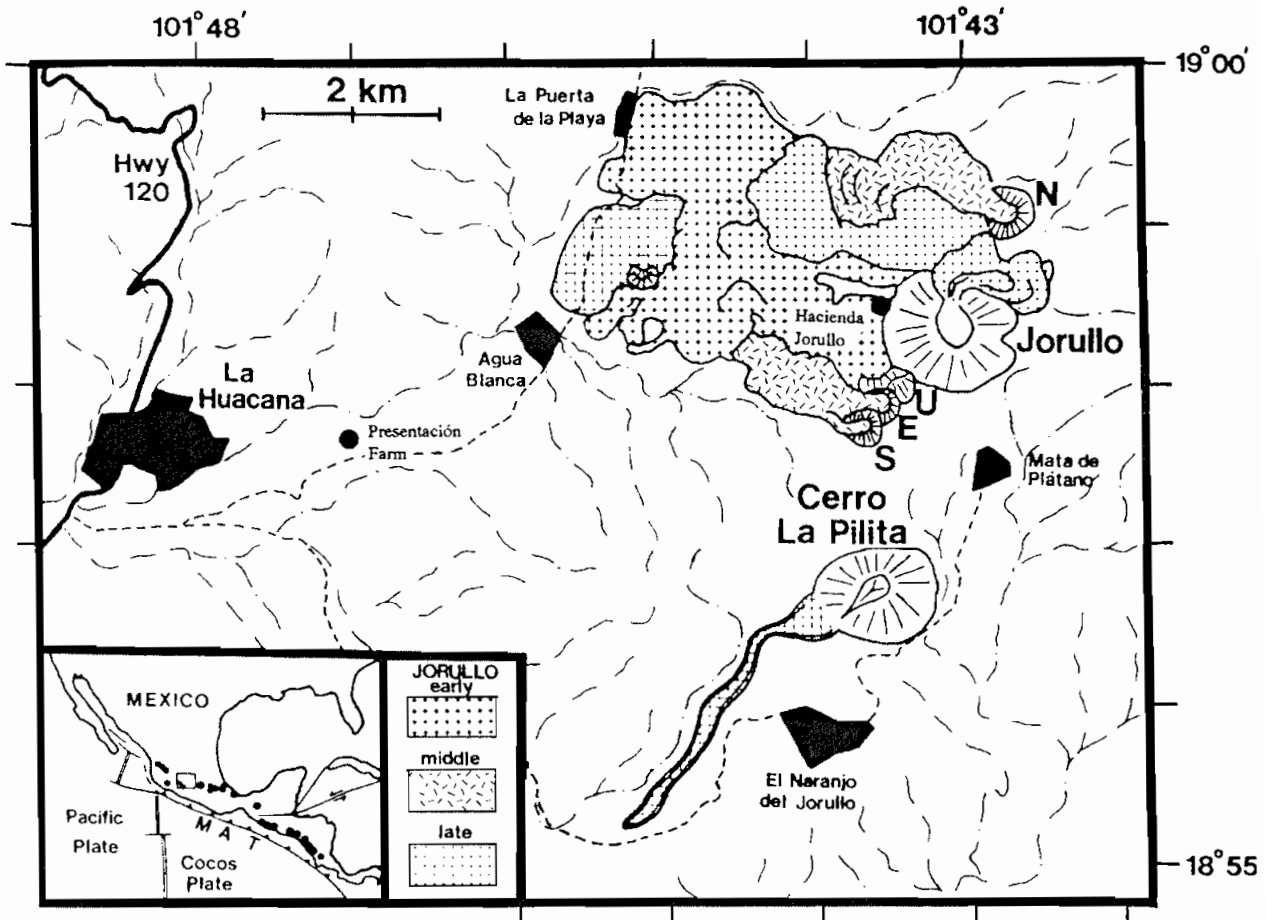 101°48′
101°43′
19°00′
2 km
La Puerta
de la Playa
Hwy
120
N
Hacienda
Jorullo
Jorullo
Agua
Blanca
La
Huacana
U
E
S
Presentación
Farm
Mata de
Plátano
Cerro
La Pilita
MEXICO
Pacific
Plate
M A T
Cocos
Plate
JORULLO
early
middle
late
El Naranjo
del Jorullo
18°55